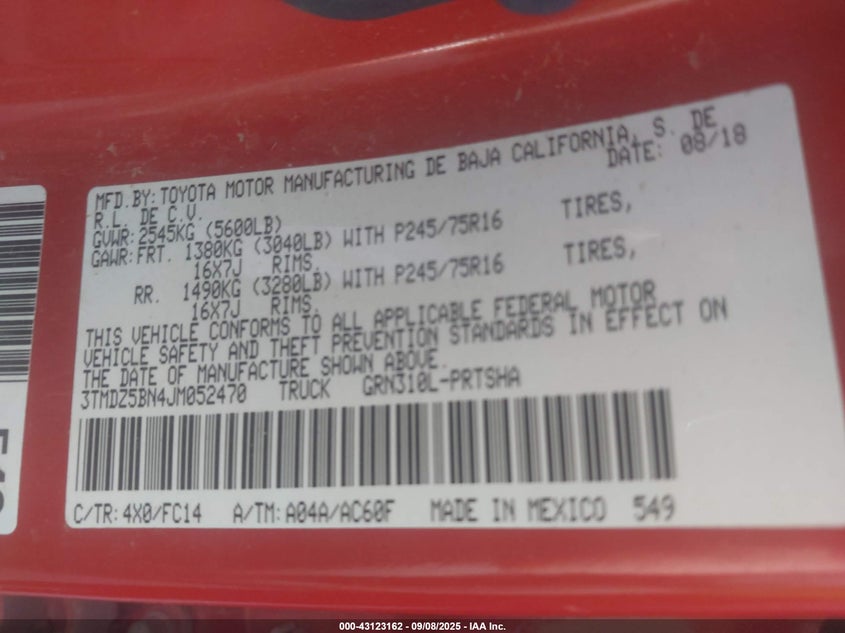 MFD.BY:TOYOTA MOTOR MANUFACTURING DE BAJA CALIFORNIA, S. DE
R.L. DE C.V. DATE: 08/18
GVWR:2545KG (5600LB)
GAWR:FRT. 1380KG (3040LB) WITH P245/75R16 TIRES,
16X7J RIMS,
RR. 1490KG (3280LB) WITH P245/75R16 TIRES,
16X7J RIMS.
THIS VEHICLE CONFORMS TO ALL APPLICABLE FEDERAL MOTOR
VEHICLE SAFETY AND THEFT PREVENTION STANDARDS IN EFFECT ON
THE DATE OF MANUFACTURE SHOWN ABOVE.
3TMDZ5BN4JM052470 TRUCK GRN310L-PRTSHA
C/TR:4X0/FC14 A/TM:A04A/AC60F MADE IN MEXICO 549
000-43123162 - 09/08/2025 - IAA Inc.